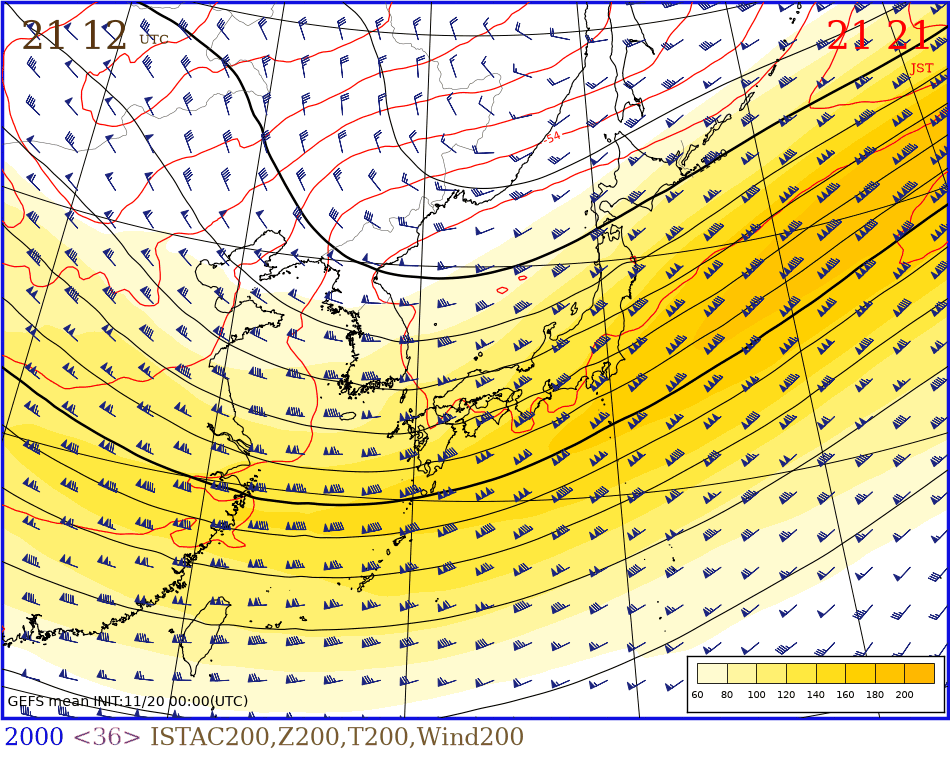 21 12 UTC
21 21
JST
-54
60 80 100 120 140 160 180 200
GEFS mean INIT:11/20 00:00(UTC)
2000 <36> ISTAC200,Z200,T200,Wind200